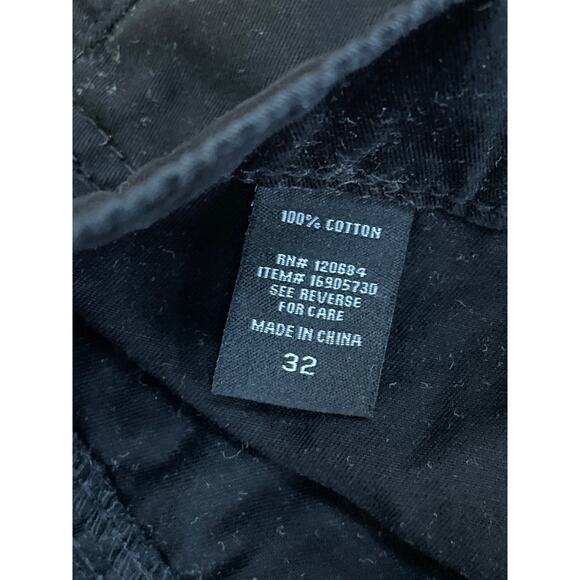 100% COTTON
RN# 120684
ITEM# 16905730
SEE REVERSE
FOR CARE
MADE IN CHINA
32